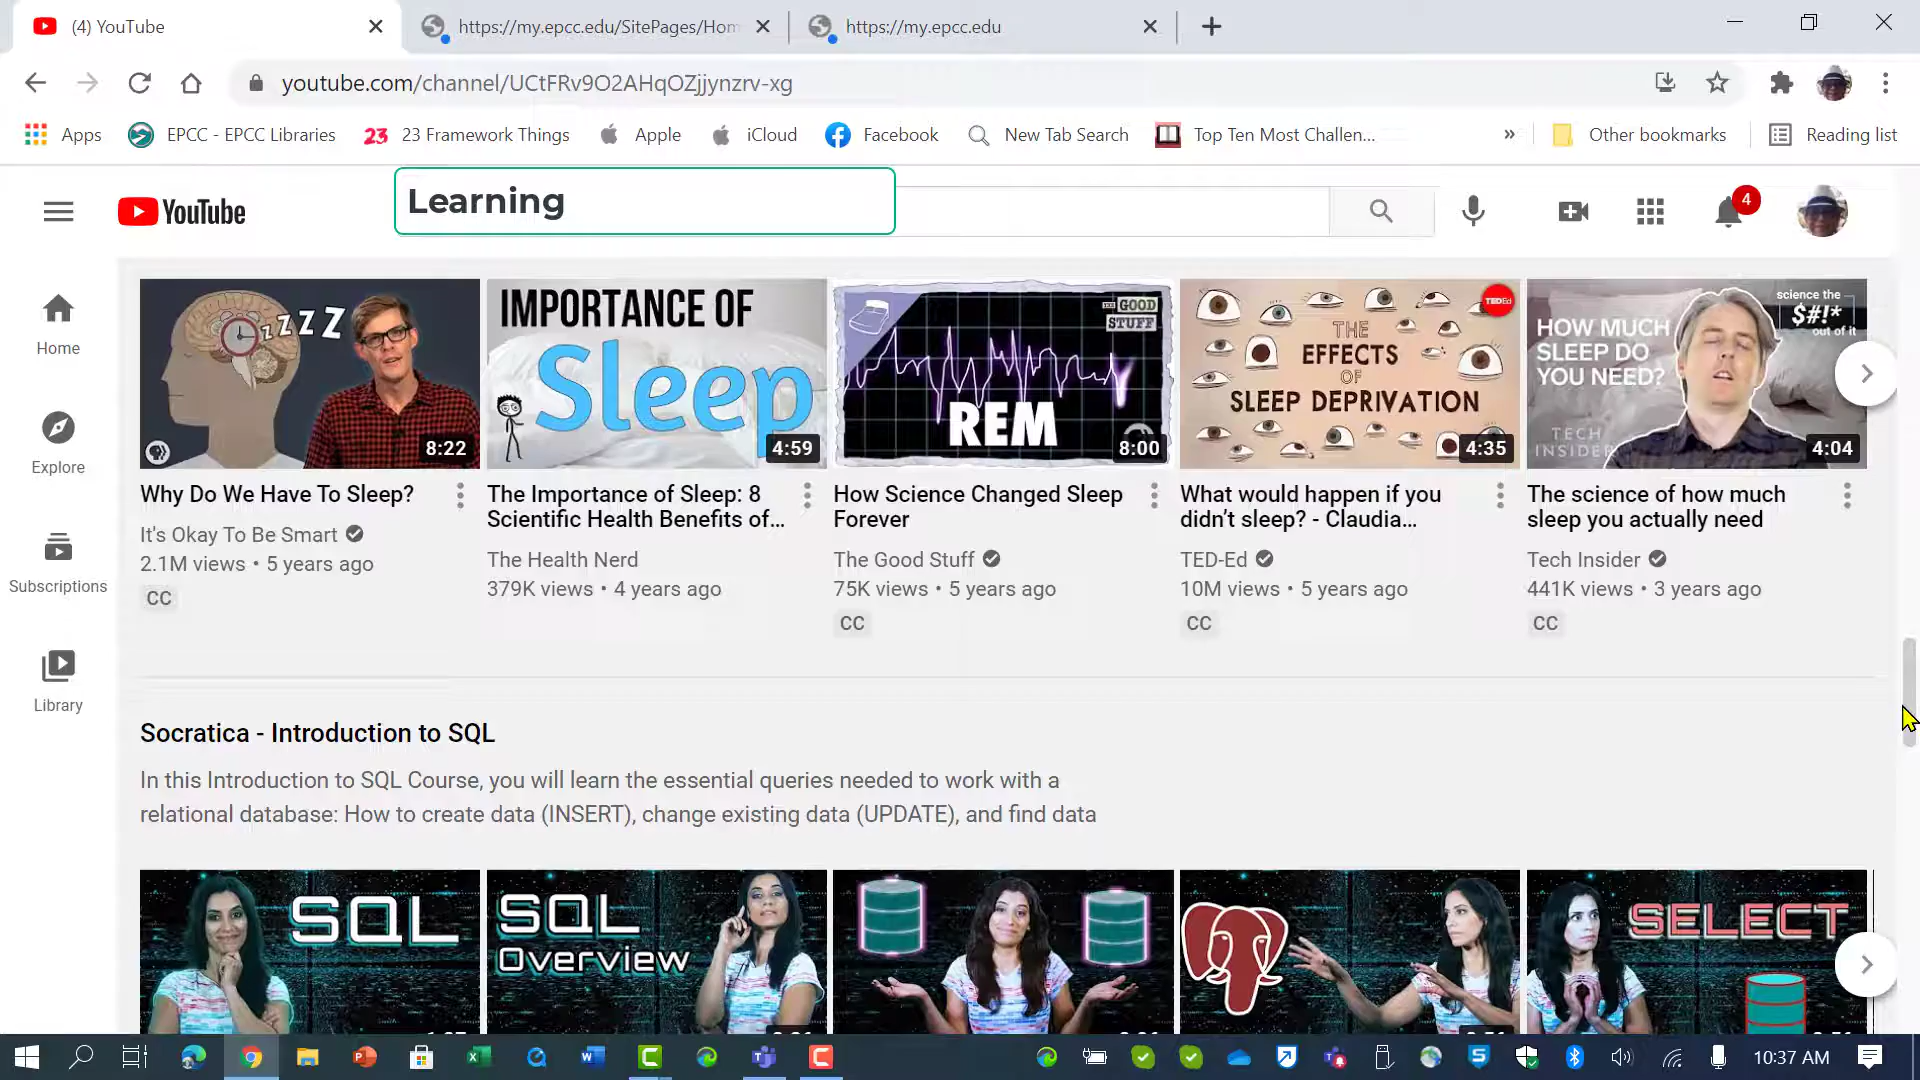 (4) YouTube
https://my.epcc.edu/SitePages/Hom
https://my.epcc.edu
youtube.com/channel/UCtFRv9O2AHqOZjjynzrv-xg
Apps
EPCC - EPCC Libraries
23 23 Framework Things
Apple
iCloud
Facebook
New Tab Search
Top Ten Most Challen...
»
Other bookmarks
Reading list
YouTube
Learning
4
Home
Explore
Subscriptions
Library
zzzZZ
8:22
IMPORTANCE OF
Sleep
4:59
THE GOOD
STUFF
REM
8:00
TEDEd
THE
EFFECTS
OF
SLEEP DEPRIVATION
4:35
science the
$#!*
out of it
HOW MUCH
SLEEP DO
YOU NEED?
TECH
INSIDER
4:04
Why Do We Have To Sleep?
It's Okay To Be Smart
2.1M views • 5 years ago
CC
The Importance of Sleep: 8
Scientific Health Benefits of...
The Health Nerd
379K views • 4 years ago
How Science Changed Sleep
Forever
The Good Stuff
75K views • 5 years ago
CC
What would happen if you
didn't sleep? - Claudia...
TED-Ed
10M views • 5 years ago
CC
The science of how much
sleep you actually need
Tech Insider
441K views • 3 years ago
CC
Socratica - Introduction to SQL
In this Introduction to SQL Course, you will learn the essential queries needed to work with a
relational database: How to create data (INSERT), change existing data (UPDATE), and find data
SQL
SQL
Overview
SELECT
10:37 AM